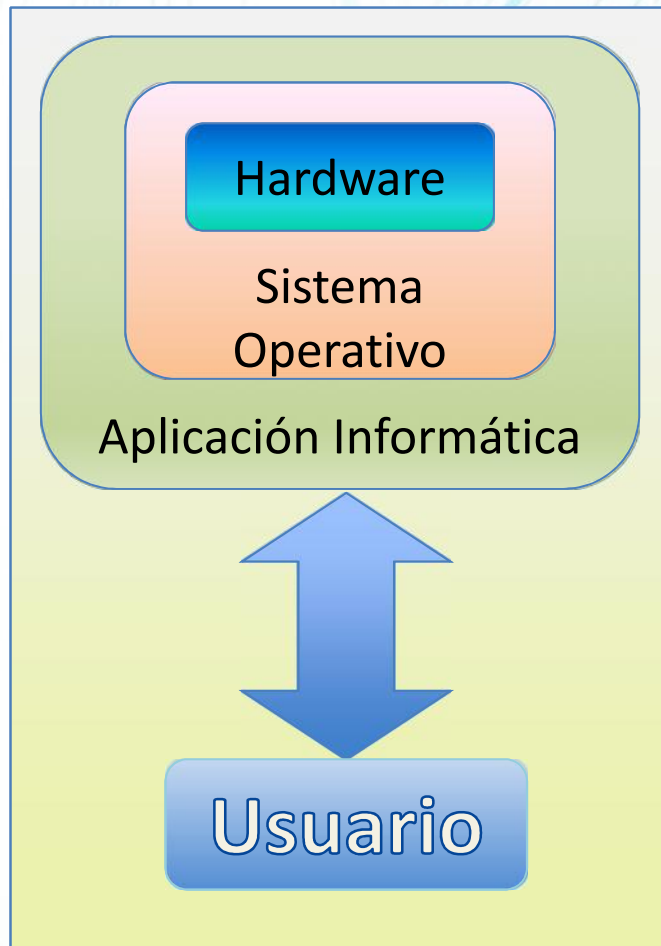 Hardware
Sistema
Operativo
Aplicación Informática
Usuario